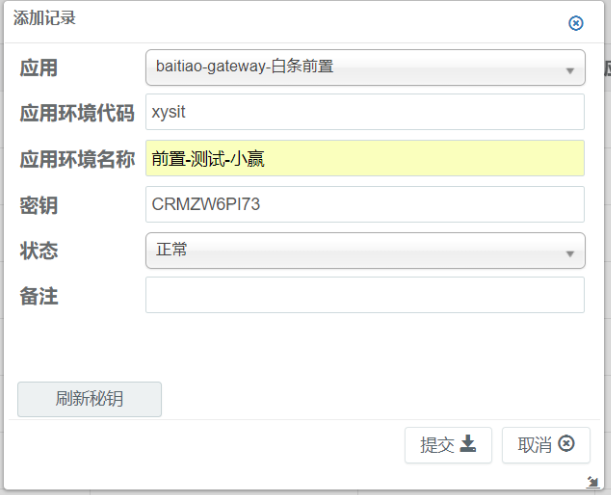 添加记录
应用
baitiao-gateway-白条前置
应用环境代码
xysit
应用环境名称
前置-测试-小赢
密钥
CRMZW6PI73
状态
正常
备注
刷新秘钥
提交
取消